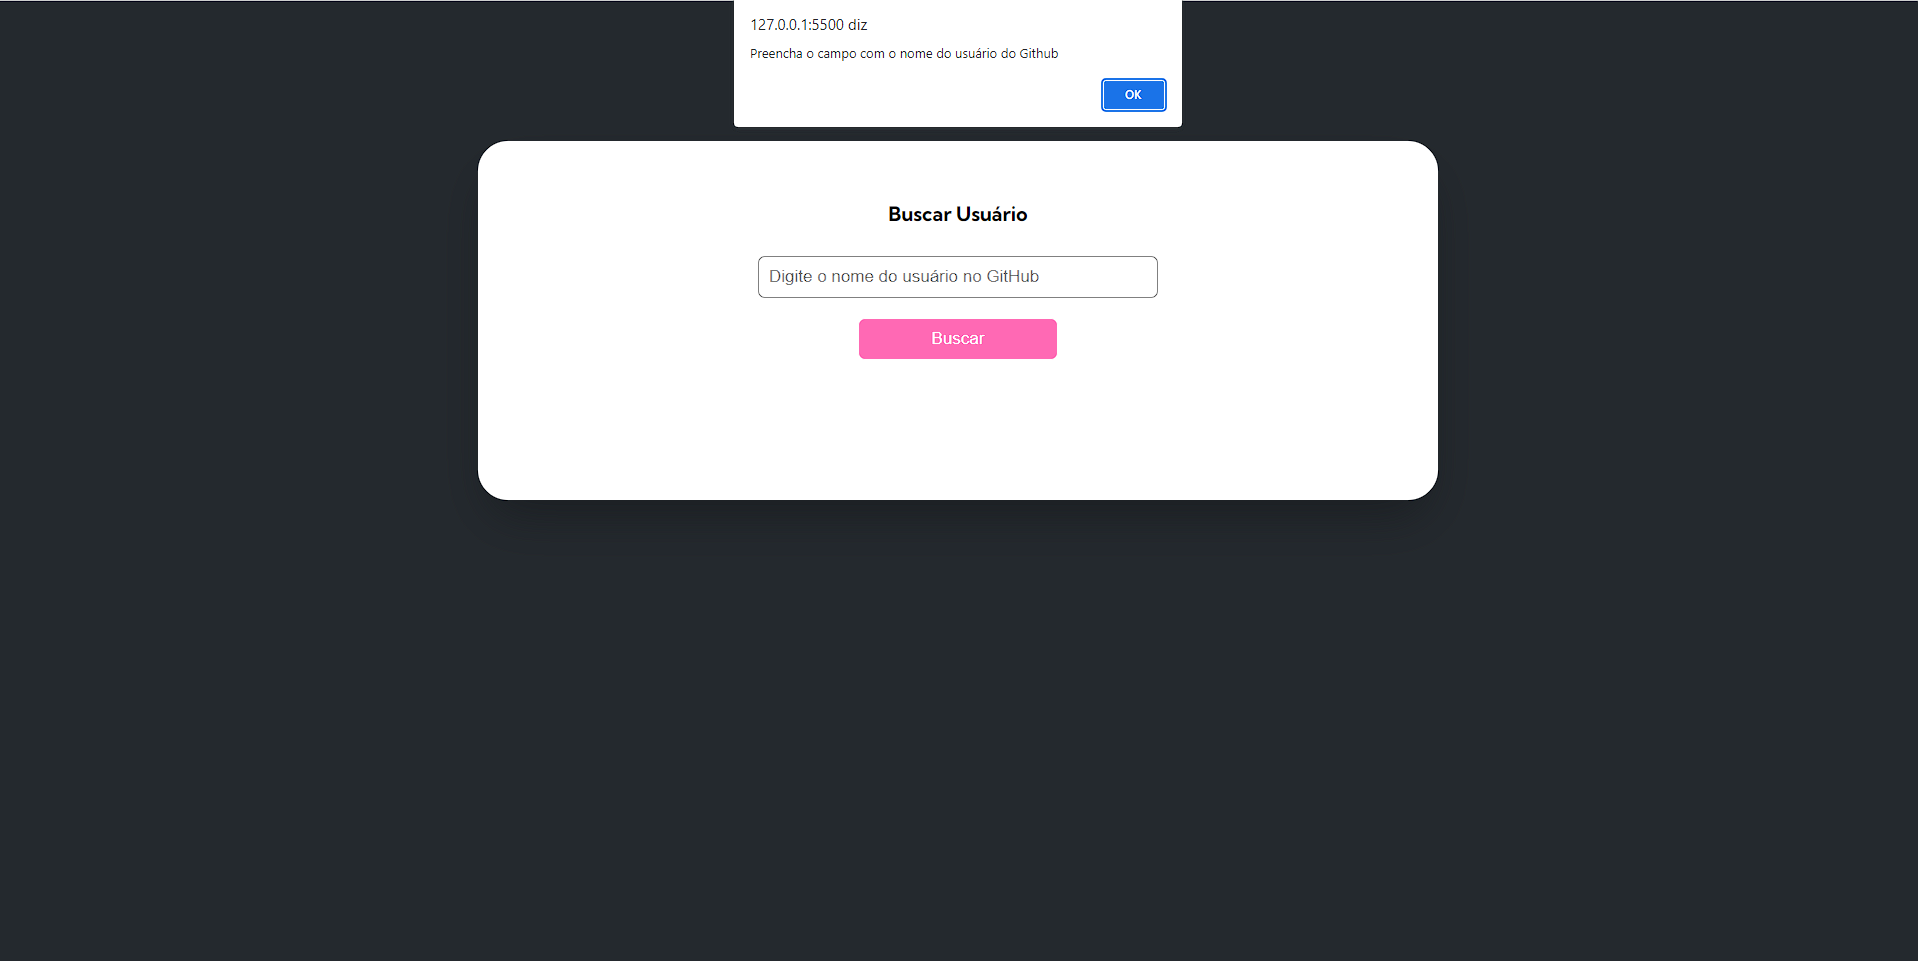 127.0.0.1:5500 diz
Preencha o campo com o nome do usuário do Github
OK
Buscar Usuário
Digite o nome do usuário no GitHub
Buscar